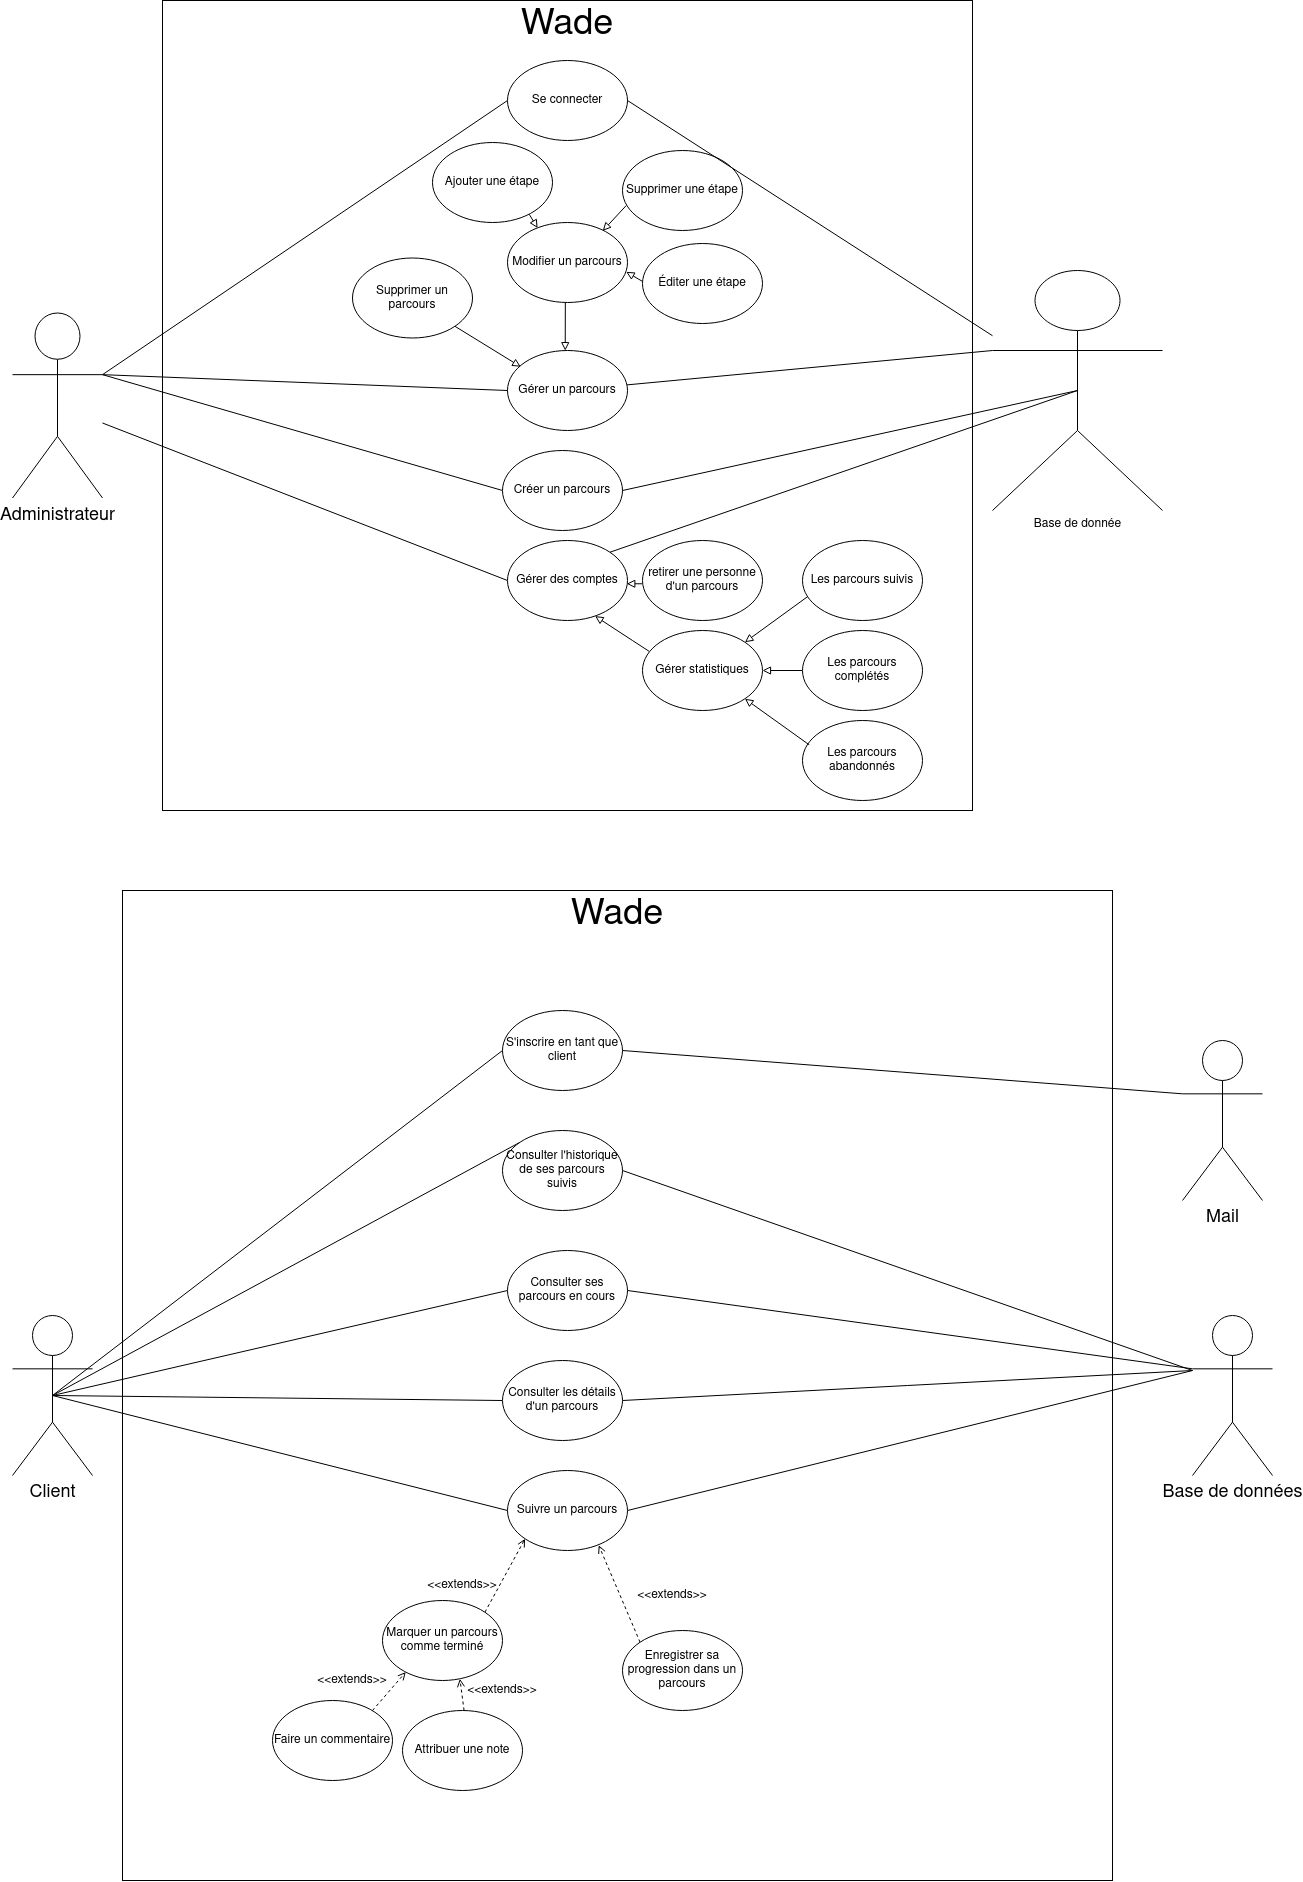 Wade
Se connecter
Ajouter une étape
Supprimer une étape
Modifier un parcours
Éditer une étape
Supprimer un
parcours
Gérer un parcours
Créer un parcours
Administrateur
Base de donnée
Gérer des comptes
retirer une personne
d'un parcours
Les parcours suivis
Gérer statistiques
Les parcours
complétés
Les parcours
abandonnés
Wade
S'inscrire en tant que
client
Consulter l'historique
de ses parcours
suivis
Mail
Consulter ses
parcours en cours
Consulter les détails
d'un parcours
Client
Base de données
Suivre un parcours
<<extends>>
<<extends>>
Marquer un parcours
comme terminé
Enregistrer sa
progression dans un
parcours
<<extends>>
<<extends>>
Faire un commentaire
Attribuer une note